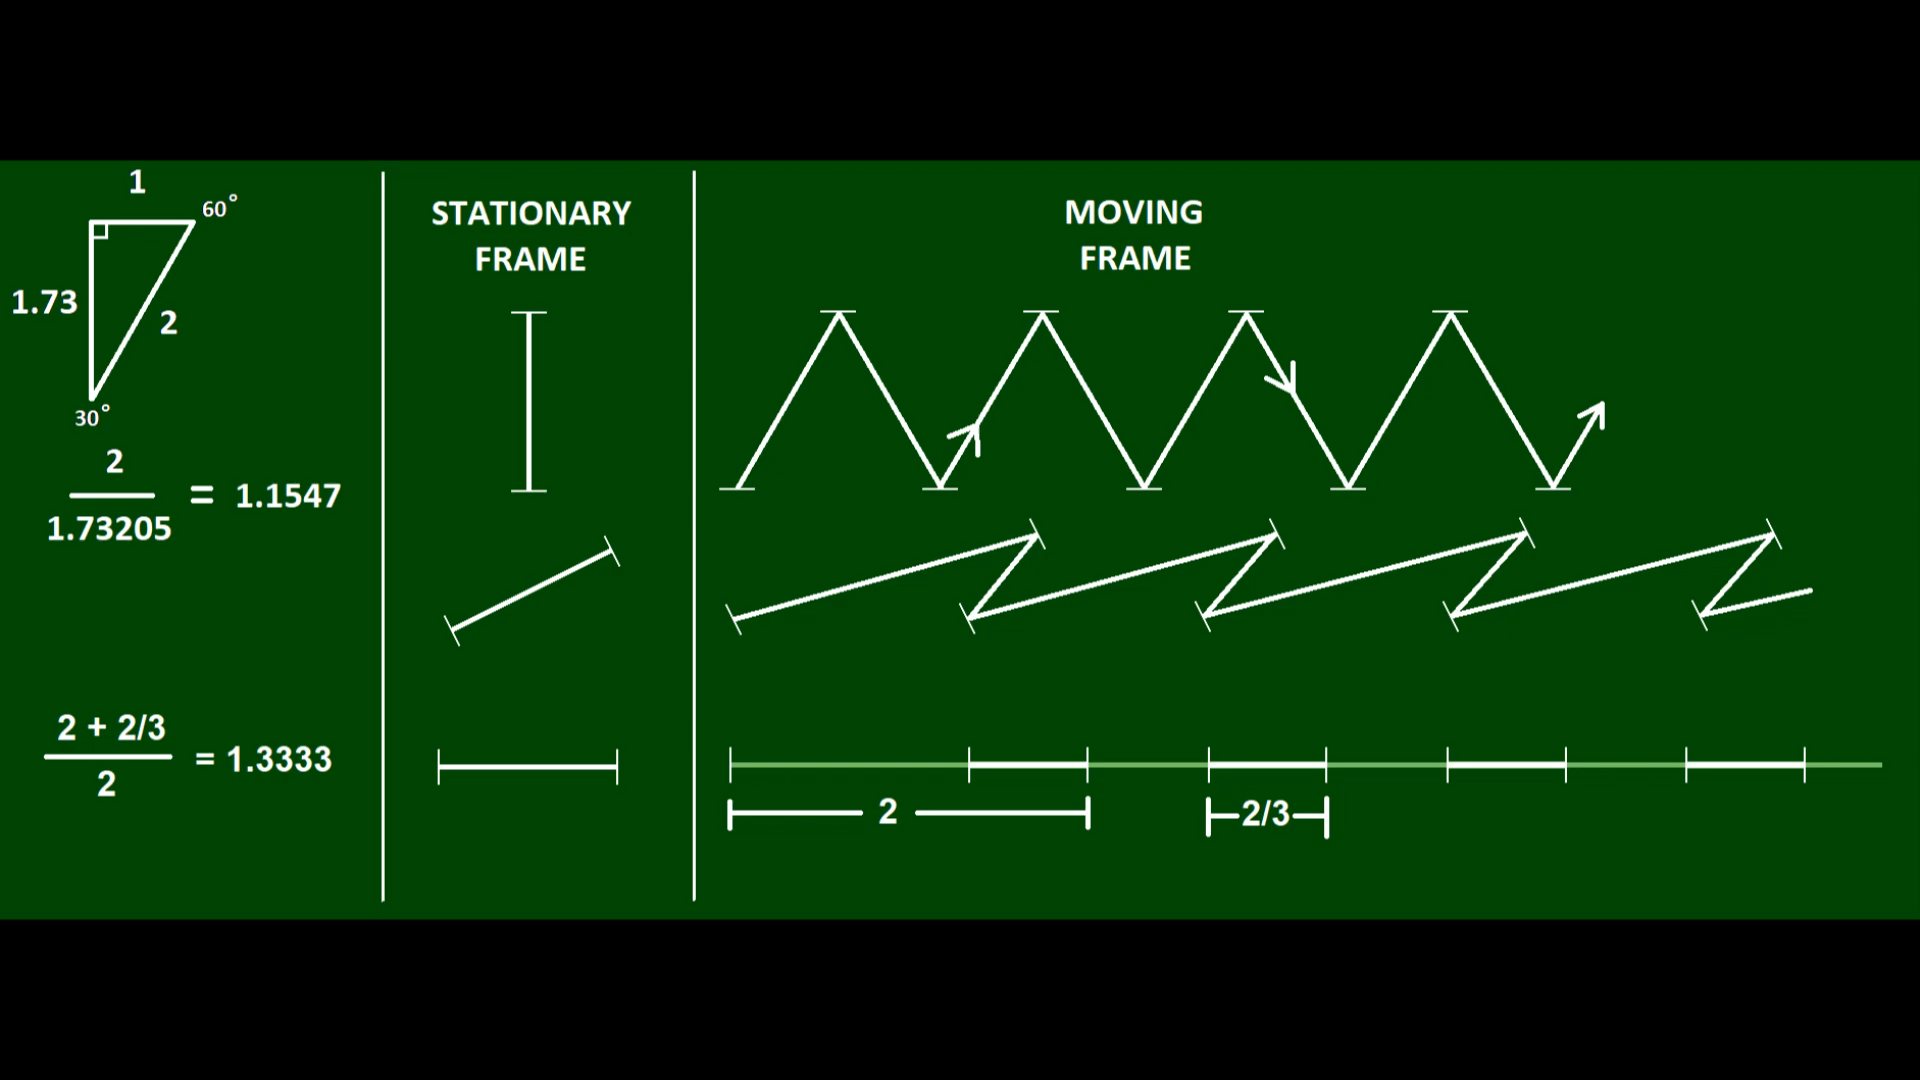 1
60°
1.73
2
30°
2
1.73205
= 1.1547
2 + 2/3
2
= 1.3333
STATIONARY
FRAME
MOVING
FRAME
2
2/3